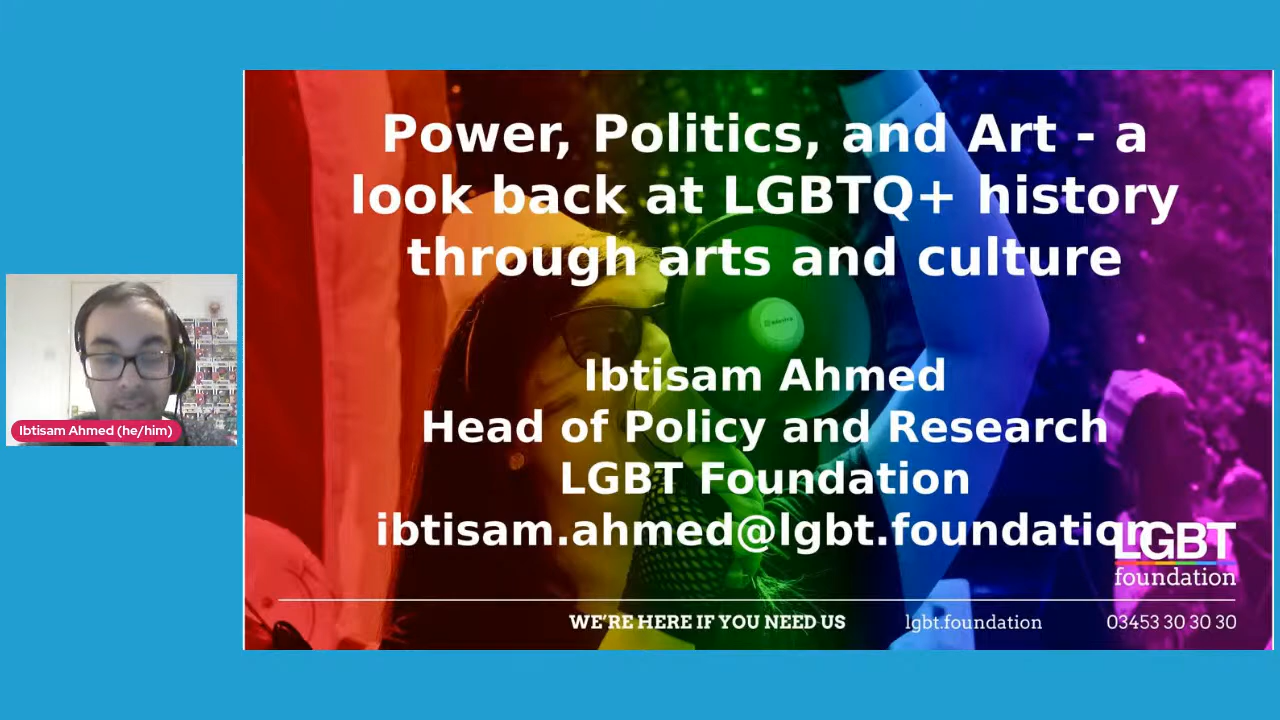 Power, Politics, and Art - a
look back at LGBTQ+ history
through arts and culture
Ibtisam Ahmed
Head of Policy and Research
LGBT Foundation
ibtisam.ahmed@lgbt.foundation
LGBT
foundation
WE'RE HERE IF YOU NEED US
lgbt.foundation
03453 30 30 30
Ibtisam Ahmed (he/him)